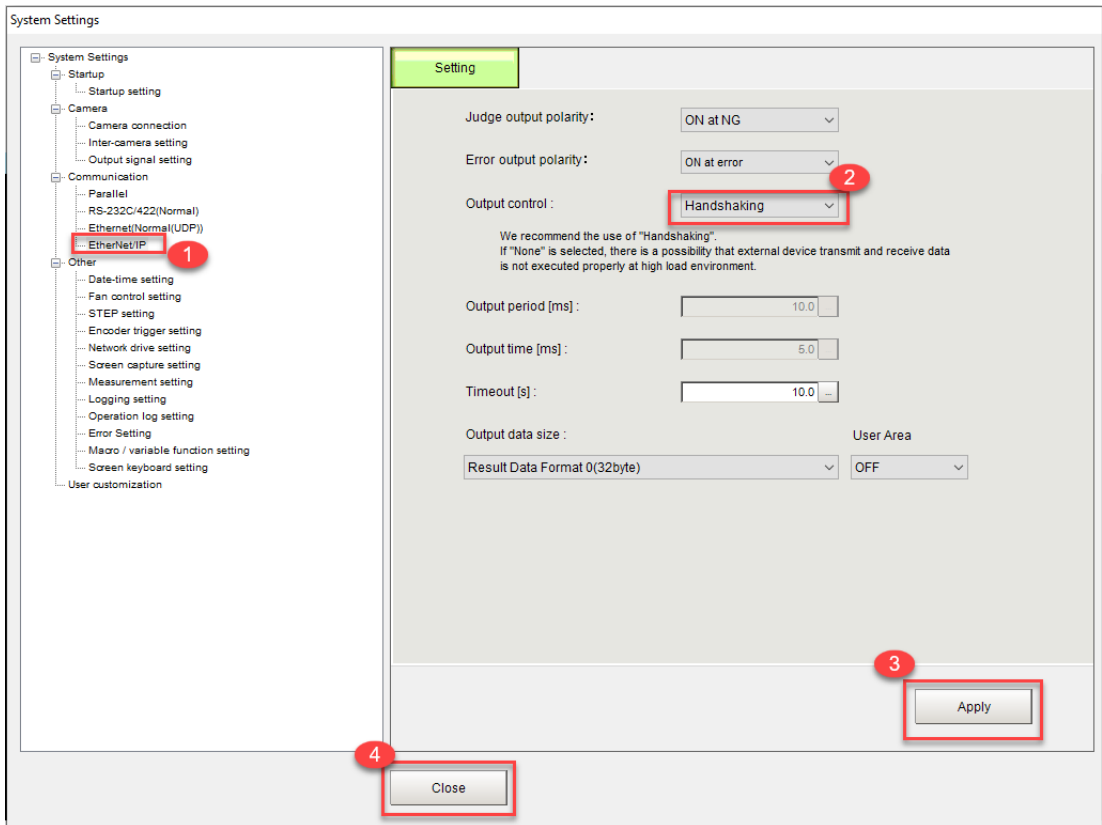 System Settings
System Settings
Startup
Startup setting
Camera
Camera connection
Inter-camera setting
Output signal setting
Communication
Parallel
RS-232C/422(Normal)
Ethernet(Normal(UDP))
EtherNet/IP
1
Other
Date-time setting
Fan control setting
STEP setting
Encoder trigger setting
Network drive setting
Screen capture setting
Measurement setting
Logging setting
Operation log setting
Error Setting
Macro / variable function setting
Screen keyboard setting
User customization
Setting
Judge output polarity: ON at NG
Error output polarity: ON at error
2
Output control : Handshaking
We recommend the use of "Handshaking".
If "None" is selected, there is a possibility that external device transmit and receive data
is not executed properly at high load environment.
Output period [ms] : 10.0
Output time [ms] : 5.0
Timeout [s] : 10.0 ...
Output data size : User Area
Result Data Format 0(32byte) OFF
3
Apply
4
Close